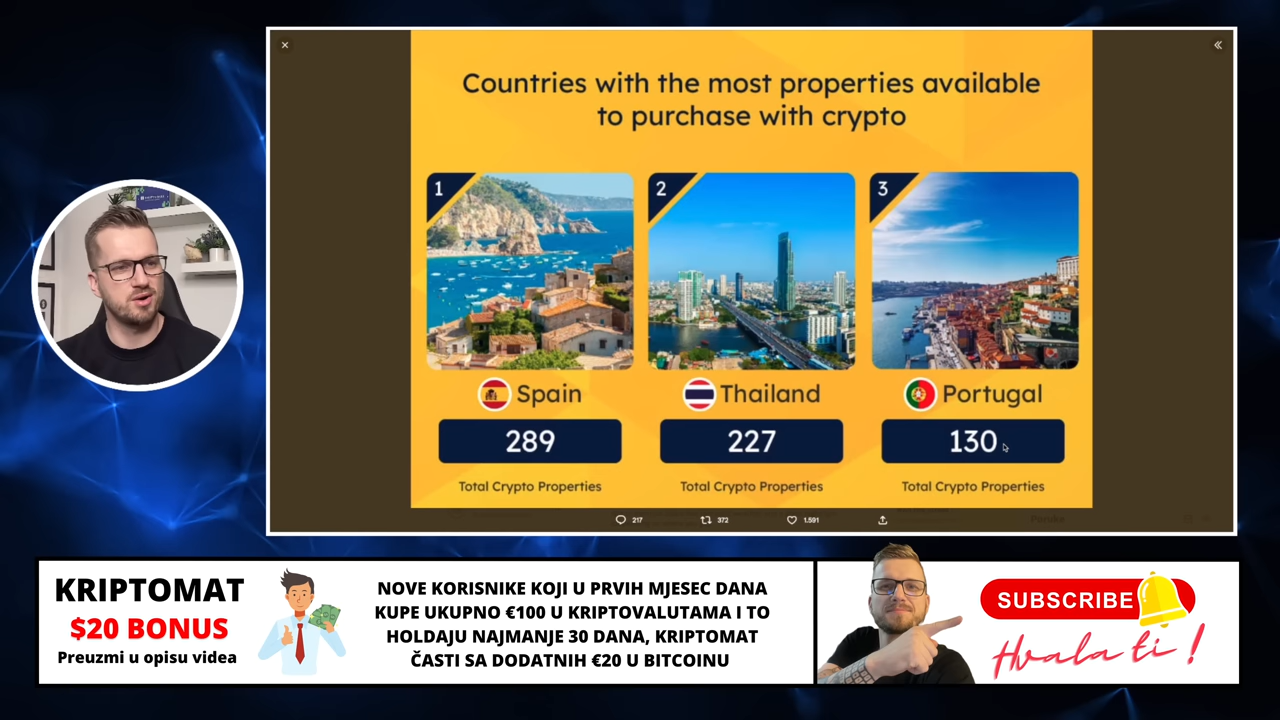 Countries with the most properties available
to purchase with crypto
1
2
3
Spain
Thailand
Portugal
289
227
130
Total Crypto Properties
Total Crypto Properties
Total Crypto Properties
217
372
1.591
KRIPTOMAT
$20 BONUS
Preuzmi u opisu videa
NOVE KORISNIKE KOJI U PRVIH MJESEC DANA
KUPE UKUPNO €100 U KRIPTOVALUTAMA I TO
HOLDAJU NAJMANJE 30 DANA, KRIPTOMAT
ČASTI SA DODATNIH €20 U BITCOINU
SUBSCRIBE
Hvala ti !